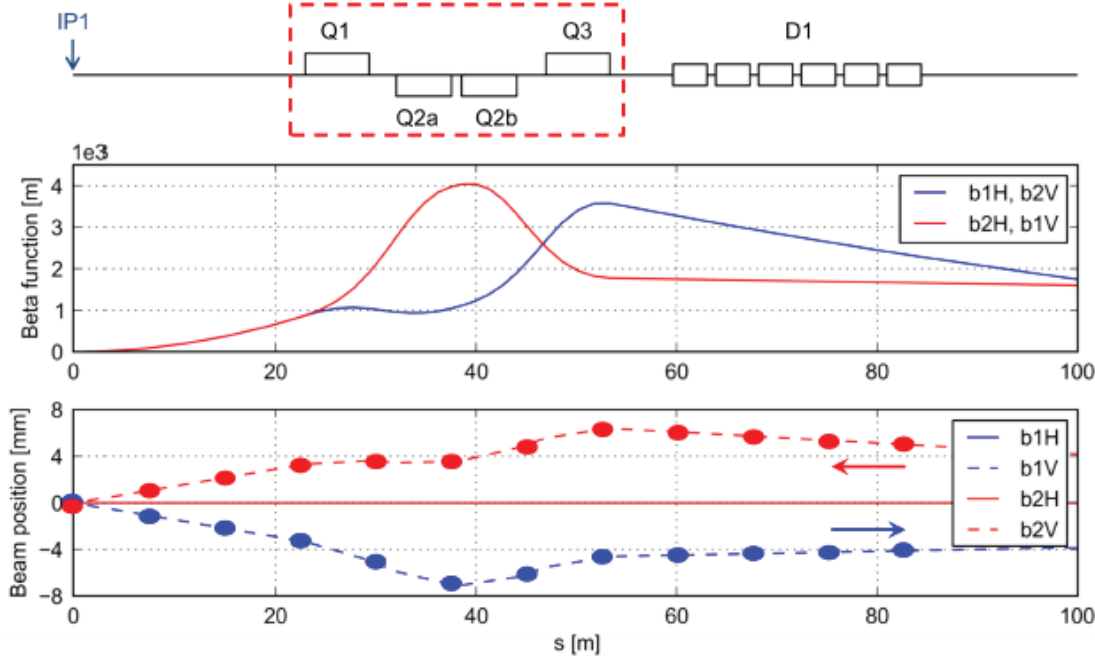 IP1
Q1 Q3 D1
Q2a Q2b
1e3
Beta function [m]
4
3
2
1
0
b1H, b2V
b2H, b1V
0 20 40 60 80 100
Beam position [mm]
8
4
0
−4
−8
b1H
b1V
b2H
b2V
0 20 40 60 80 100
s [m]